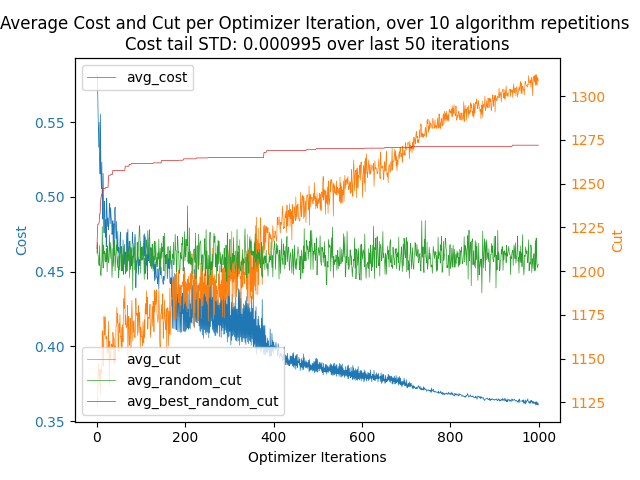 Average Cost and Cut per Optimizer Iteration, over 10 algorithm repetitions
Cost tail STD: 0.000995 over last 50 iterations
avg_cost
0.55
0.50
0.45
0.40
0.35
Cost
1300
1275
1250
1225
1200
1175
1150
1125
Cut
avg_cut
avg_random_cut
avg_best_random_cut
0
200
400
600
800
1000
Optimizer Iterations